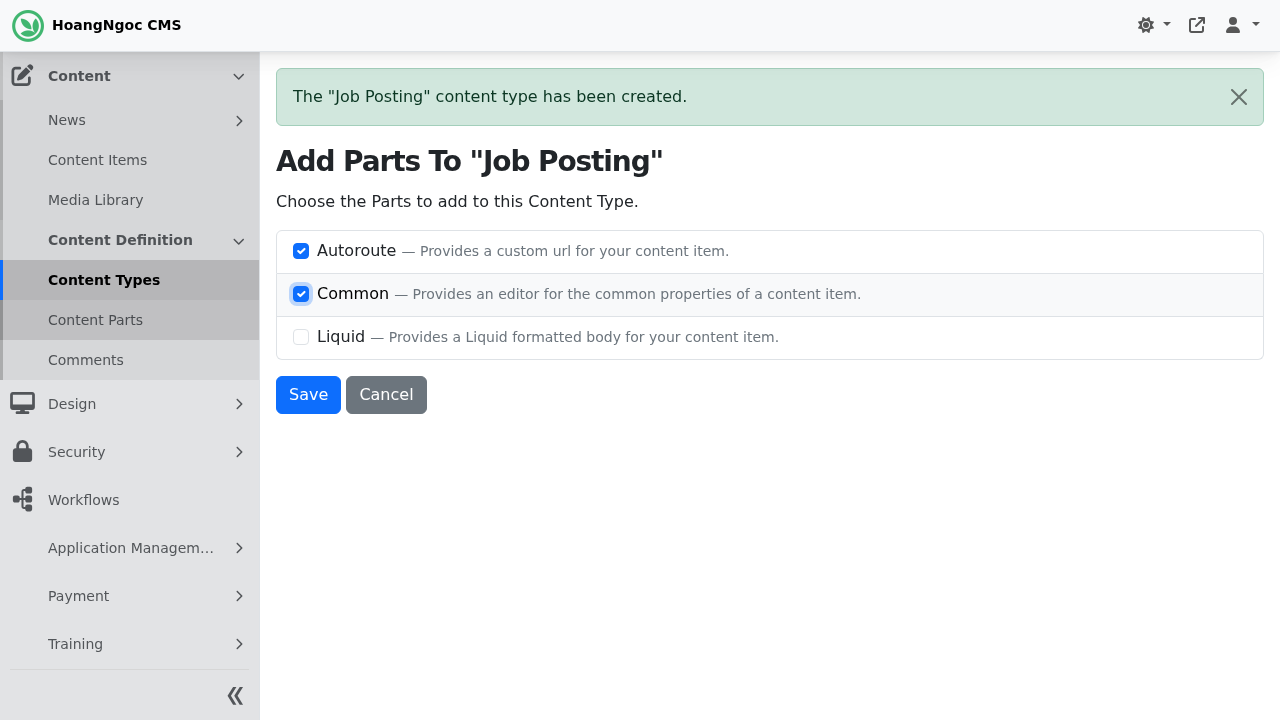 HoangNgoc CMS
Content
News
Content Items
Media Library
Content Definition
Content Types
Content Parts
Comments
Design
Security
Workflows
Application Managem...
Payment
Training
The "Job Posting" content type has been created.
Add Parts To "Job Posting"
Choose the Parts to add to this Content Type.
Autoroute — Provides a custom url for your content item.
Common — Provides an editor for the common properties of a content item.
Liquid — Provides a Liquid formatted body for your content item.
Save Cancel